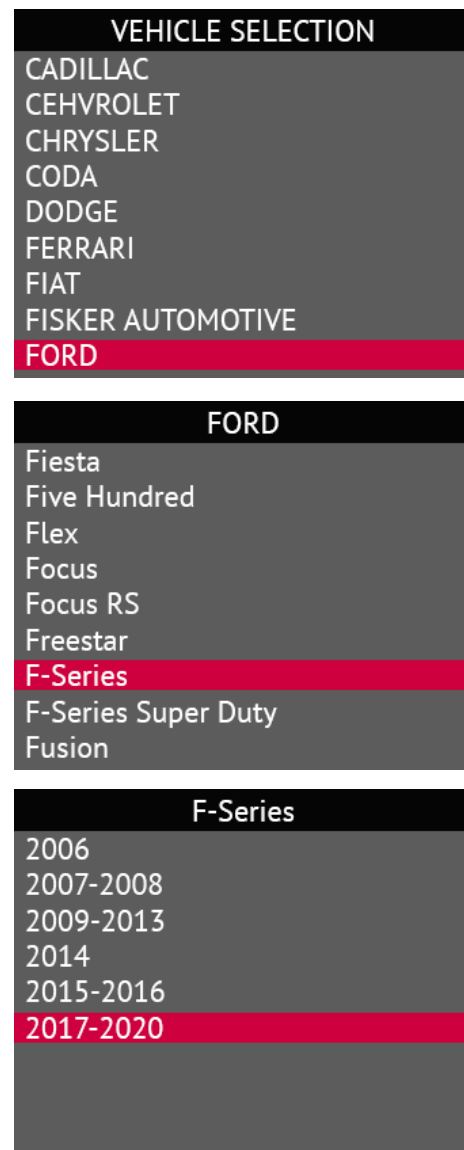 VEHICLE SELECTION
CADILLAC
CEHVROLET
CHRYSLER
CODA
DODGE
FERRARI
FIAT
FISKER AUTOMOTIVE
FORD
FORD
Fiesta
Five Hundred
Flex
Focus
Focus RS
Freestar
F-Series
F-Series Super Duty
Fusion
F-Series
2006
2007-2008
2009-2013
2014
2015-2016
2017-2020